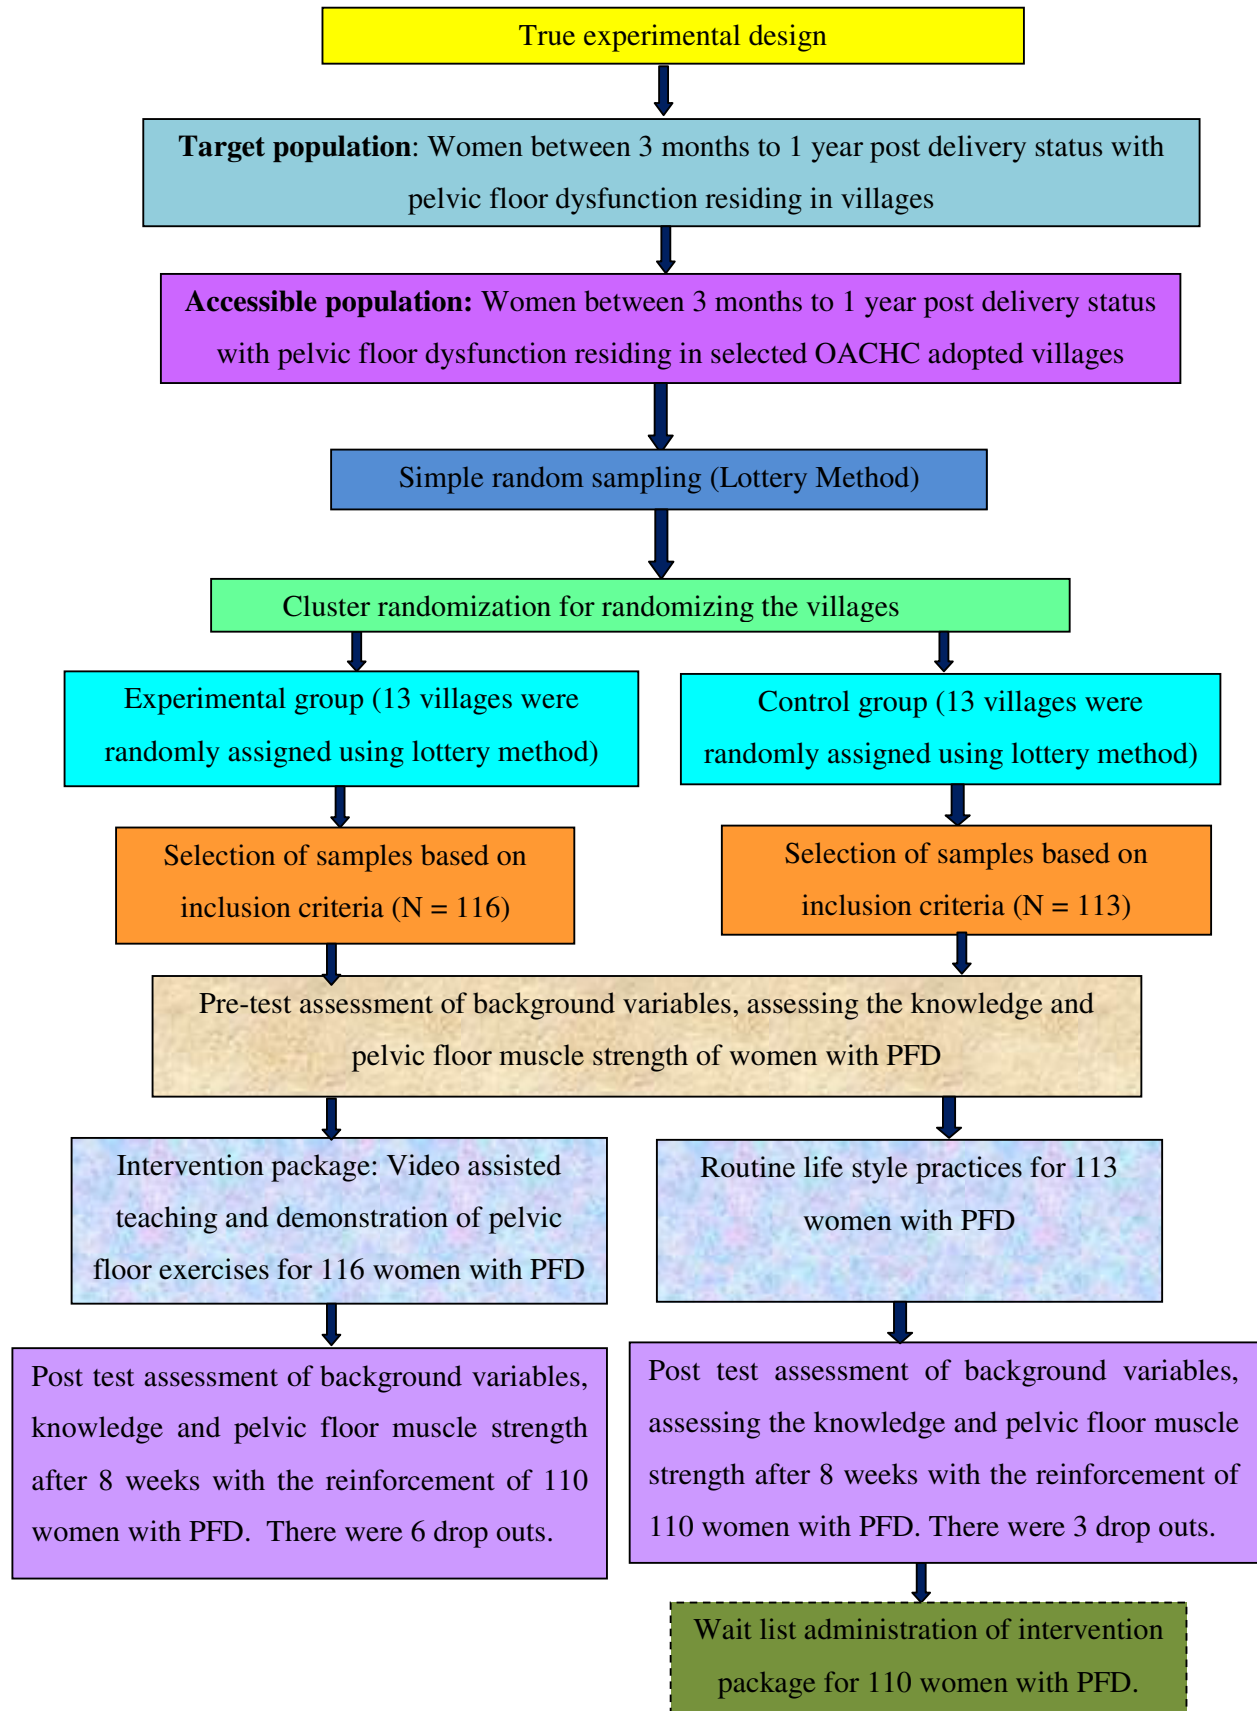 True experimental design
Target population: Women between 3 months to 1 year post delivery status with
pelvic floor dysfunction residing in villages
Accessible population: Women between 3 months to 1 year post delivery status
with pelvic floor dysfunction residing in selected OACHC adopted villages
Simple random sampling (Lottery Method)
Cluster randomization for randomizing the villages
Experimental group (13 villages were
randomly assigned using lottery method)
Control group (13 villages were
randomly assigned using lottery method)
Selection of samples based on
inclusion criteria (N = 116)
Selection of samples based on
inclusion criteria (N = 113)
Pre-test assessment of background variables, assessing the knowledge and
pelvic floor muscle strength of women with PFD
Intervention package: Video assisted
teaching and demonstration of pelvic
floor exercises for 116 women with PFD
Routine life style practices for 113
women with PFD
Post test assessment of background variables,
knowledge and pelvic floor muscle strength
after 8 weeks with the reinforcement of 110
women with PFD. There were 6 drop outs.
Post test assessment of background variables,
assessing the knowledge and pelvic floor muscle
strength after 8 weeks with the reinforcement of
110 women with PFD. There were 3 drop outs.
Wait list administration of intervention
package for 110 women with PFD.